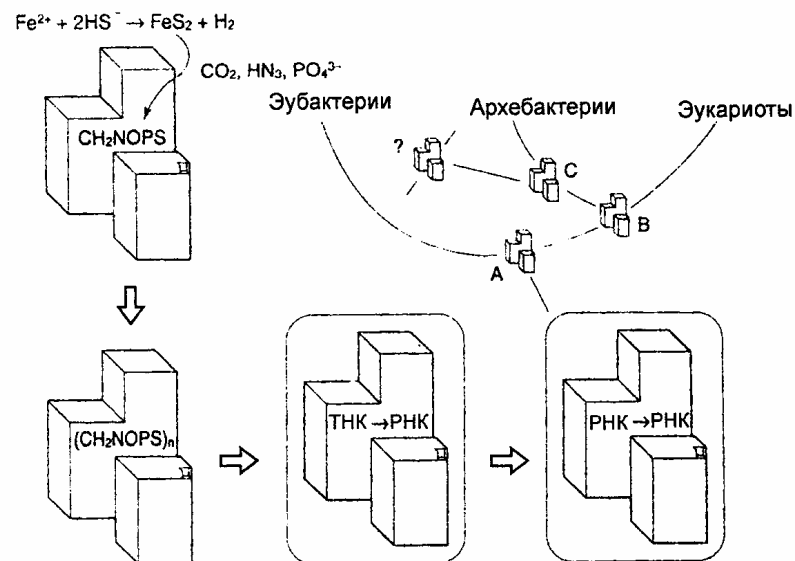 Fe²⁺ + 2HS⁻ → FeS₂ + H₂
CO₂, HN₃, PO₄³⁻
CH₂NOPS
Эубактерии
Архебактерии
Эукариоты
?
C
B
A
(CH₂NOPS)ₙ
ТНК → РНК
РНК → РНК